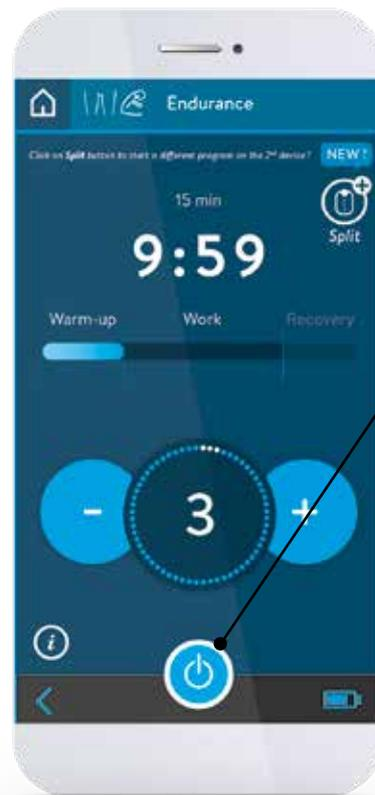 Endurance
Click on Split button to start a different program on the 2nd device ! NEW !
15 min
9:59
Split
Warm-up Work Recovery
- 3 +
i